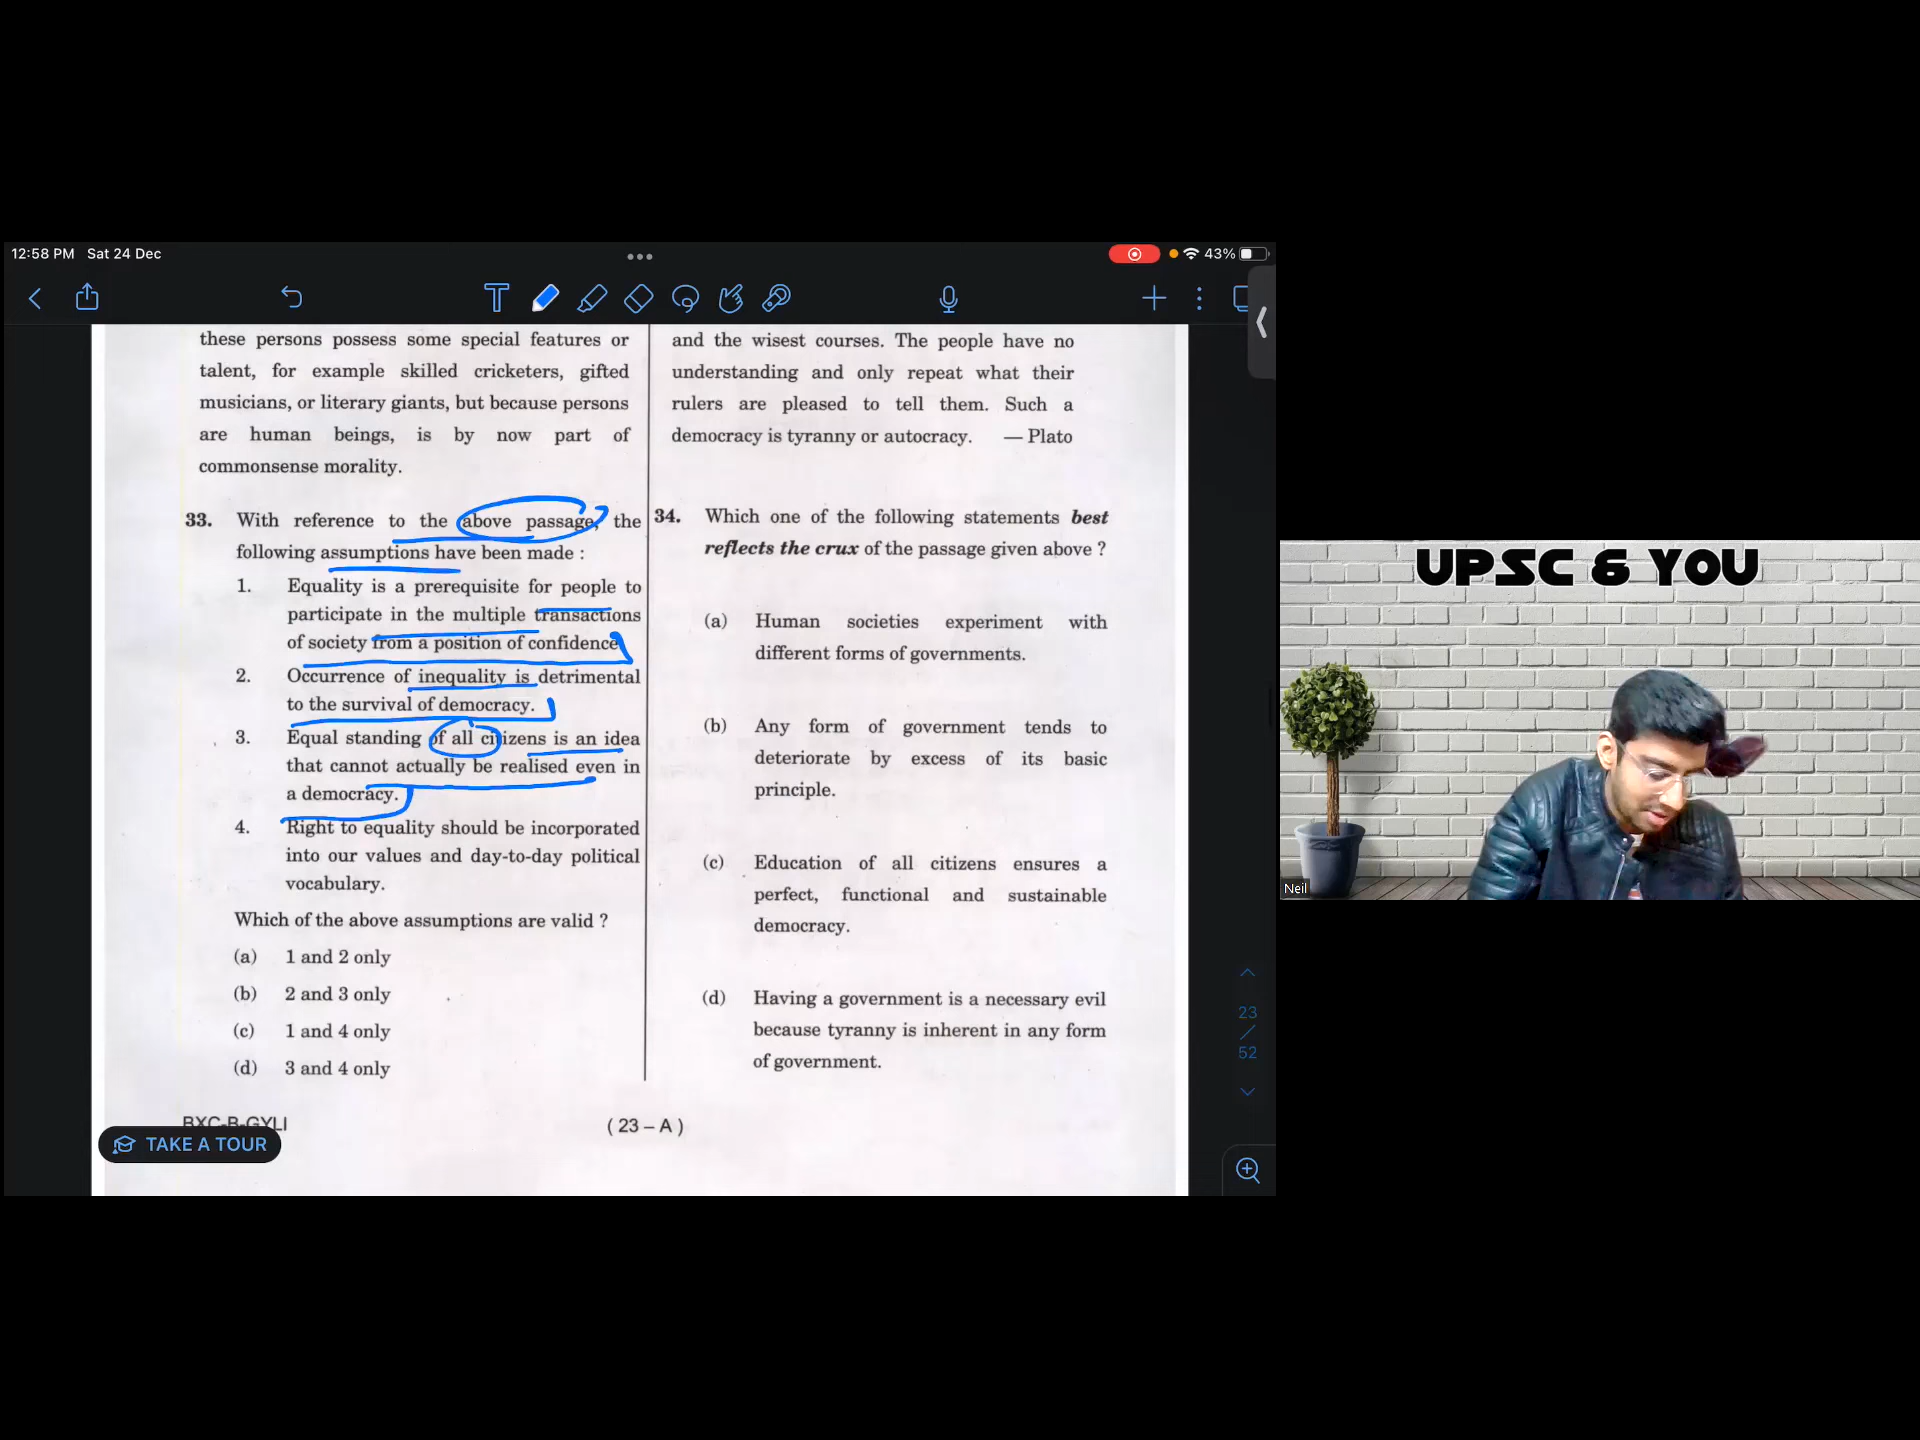 12:58 PM Sat 24 Dec
43%
these persons possess some special features or
talent, for example skilled cricketers, gifted
musicians, or literary giants, but because persons
are human beings, is by now part of
commonsense morality.
33. With reference to the above passage, the
following assumptions have been made :
1. Equality is a prerequisite for people to
participate in the multiple transactions
of society from a position of confidence
2. Occurrence of inequality is detrimental
to the survival of democracy.
3. Equal standing of all citizens is an idea
that cannot actually be realised even in
a democracy.
4. Right to equality should be incorporated
into our values and day-to-day political
vocabulary.
Which of the above assumptions are valid ?
(a) 1 and 2 only
(b) 2 and 3 only
(c) 1 and 4 only
(d) 3 and 4 only
and the wisest courses. The people have no
understanding and only repeat what their
rulers are pleased to tell them. Such a
democracy is tyranny or autocracy. — Plato
34. Which one of the following statements best
reflects the crux of the passage given above ?
(a) Human societies experiment with
different forms of governments.
(b) Any form of government tends to
deteriorate by excess of its basic
principle.
(c) Education of all citizens ensures a
perfect, functional and sustainable
democracy.
(d) Having a government is a necessary evil
because tyranny is inherent in any form
of government.
BXC-B-GYLI
( 23 – A )
TAKE A TOUR
23
/
52
UPSC & YOU
Neil